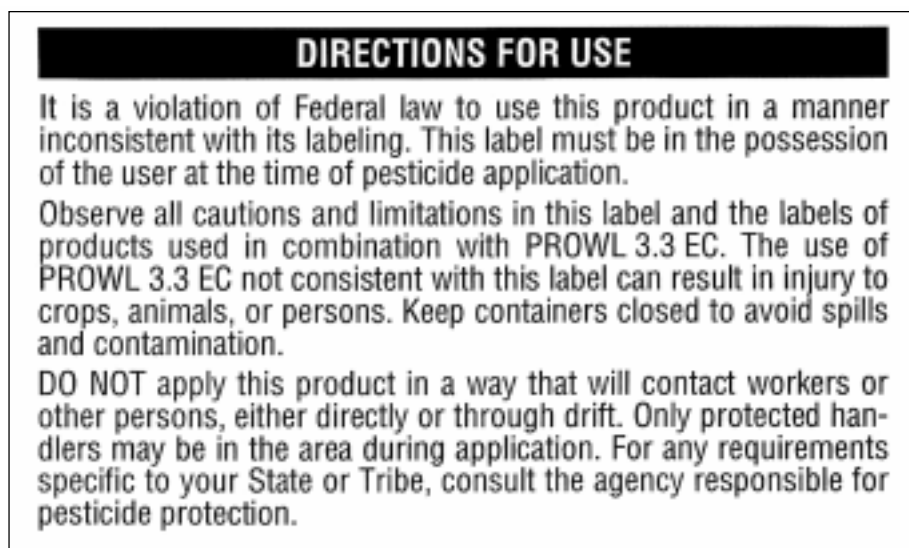 DIRECTIONS FOR USE
It is a violation of Federal law to use this product in a manner
inconsistent with its labeling. This label must be in the possession
of the user at the time of pesticide application.
Observe all cautions and limitations in this label and the labels of
products used in combination with PROWL 3.3 EC. The use of
PROWL 3.3 EC not consistent with this label can result in injury to
crops, animals, or persons. Keep containers closed to avoid spills
and contamination.
DO NOT apply this product in a way that will contact workers or
other persons, either directly or through drift. Only protected han-
dlers may be in the area during application. For any requirements
specific to your State or Tribe, consult the agency responsible for
pesticide protection.